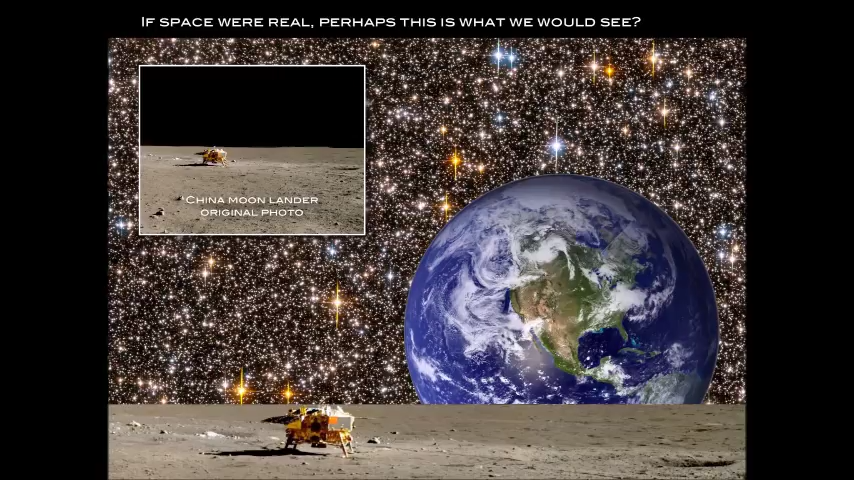 If space were real, perhaps this is what we would see?
*China moon lander
original photo